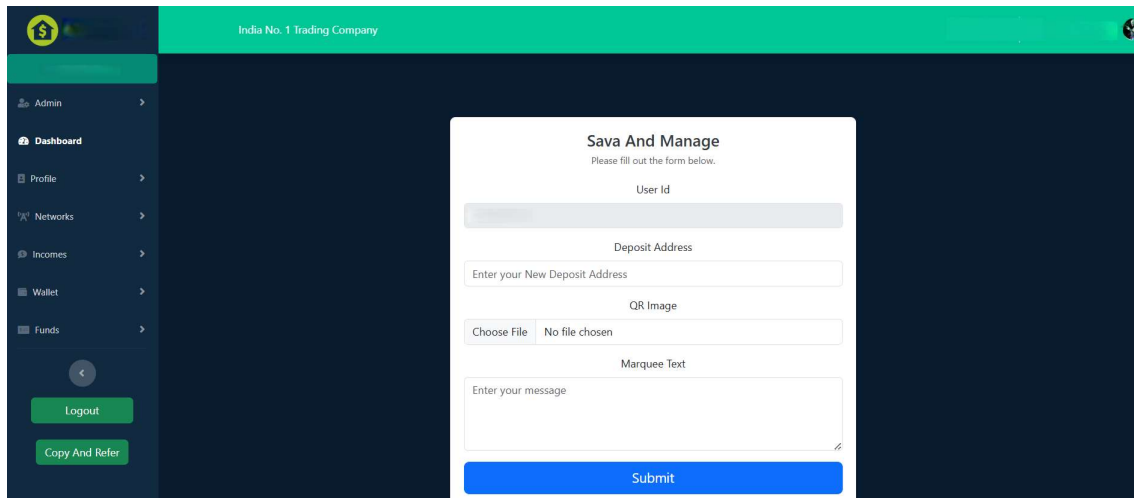 India No. 1 Trading Company
Admin
Dashboard
Profile
Networks
Incomes
Wallet
Funds
Logout
Copy And Refer
Sava And Manage
Please fill out the form below.
User Id
Deposit Address
Enter your New Deposit Address
QR Image
Choose File No file chosen
Marquee Text
Enter your message
Submit